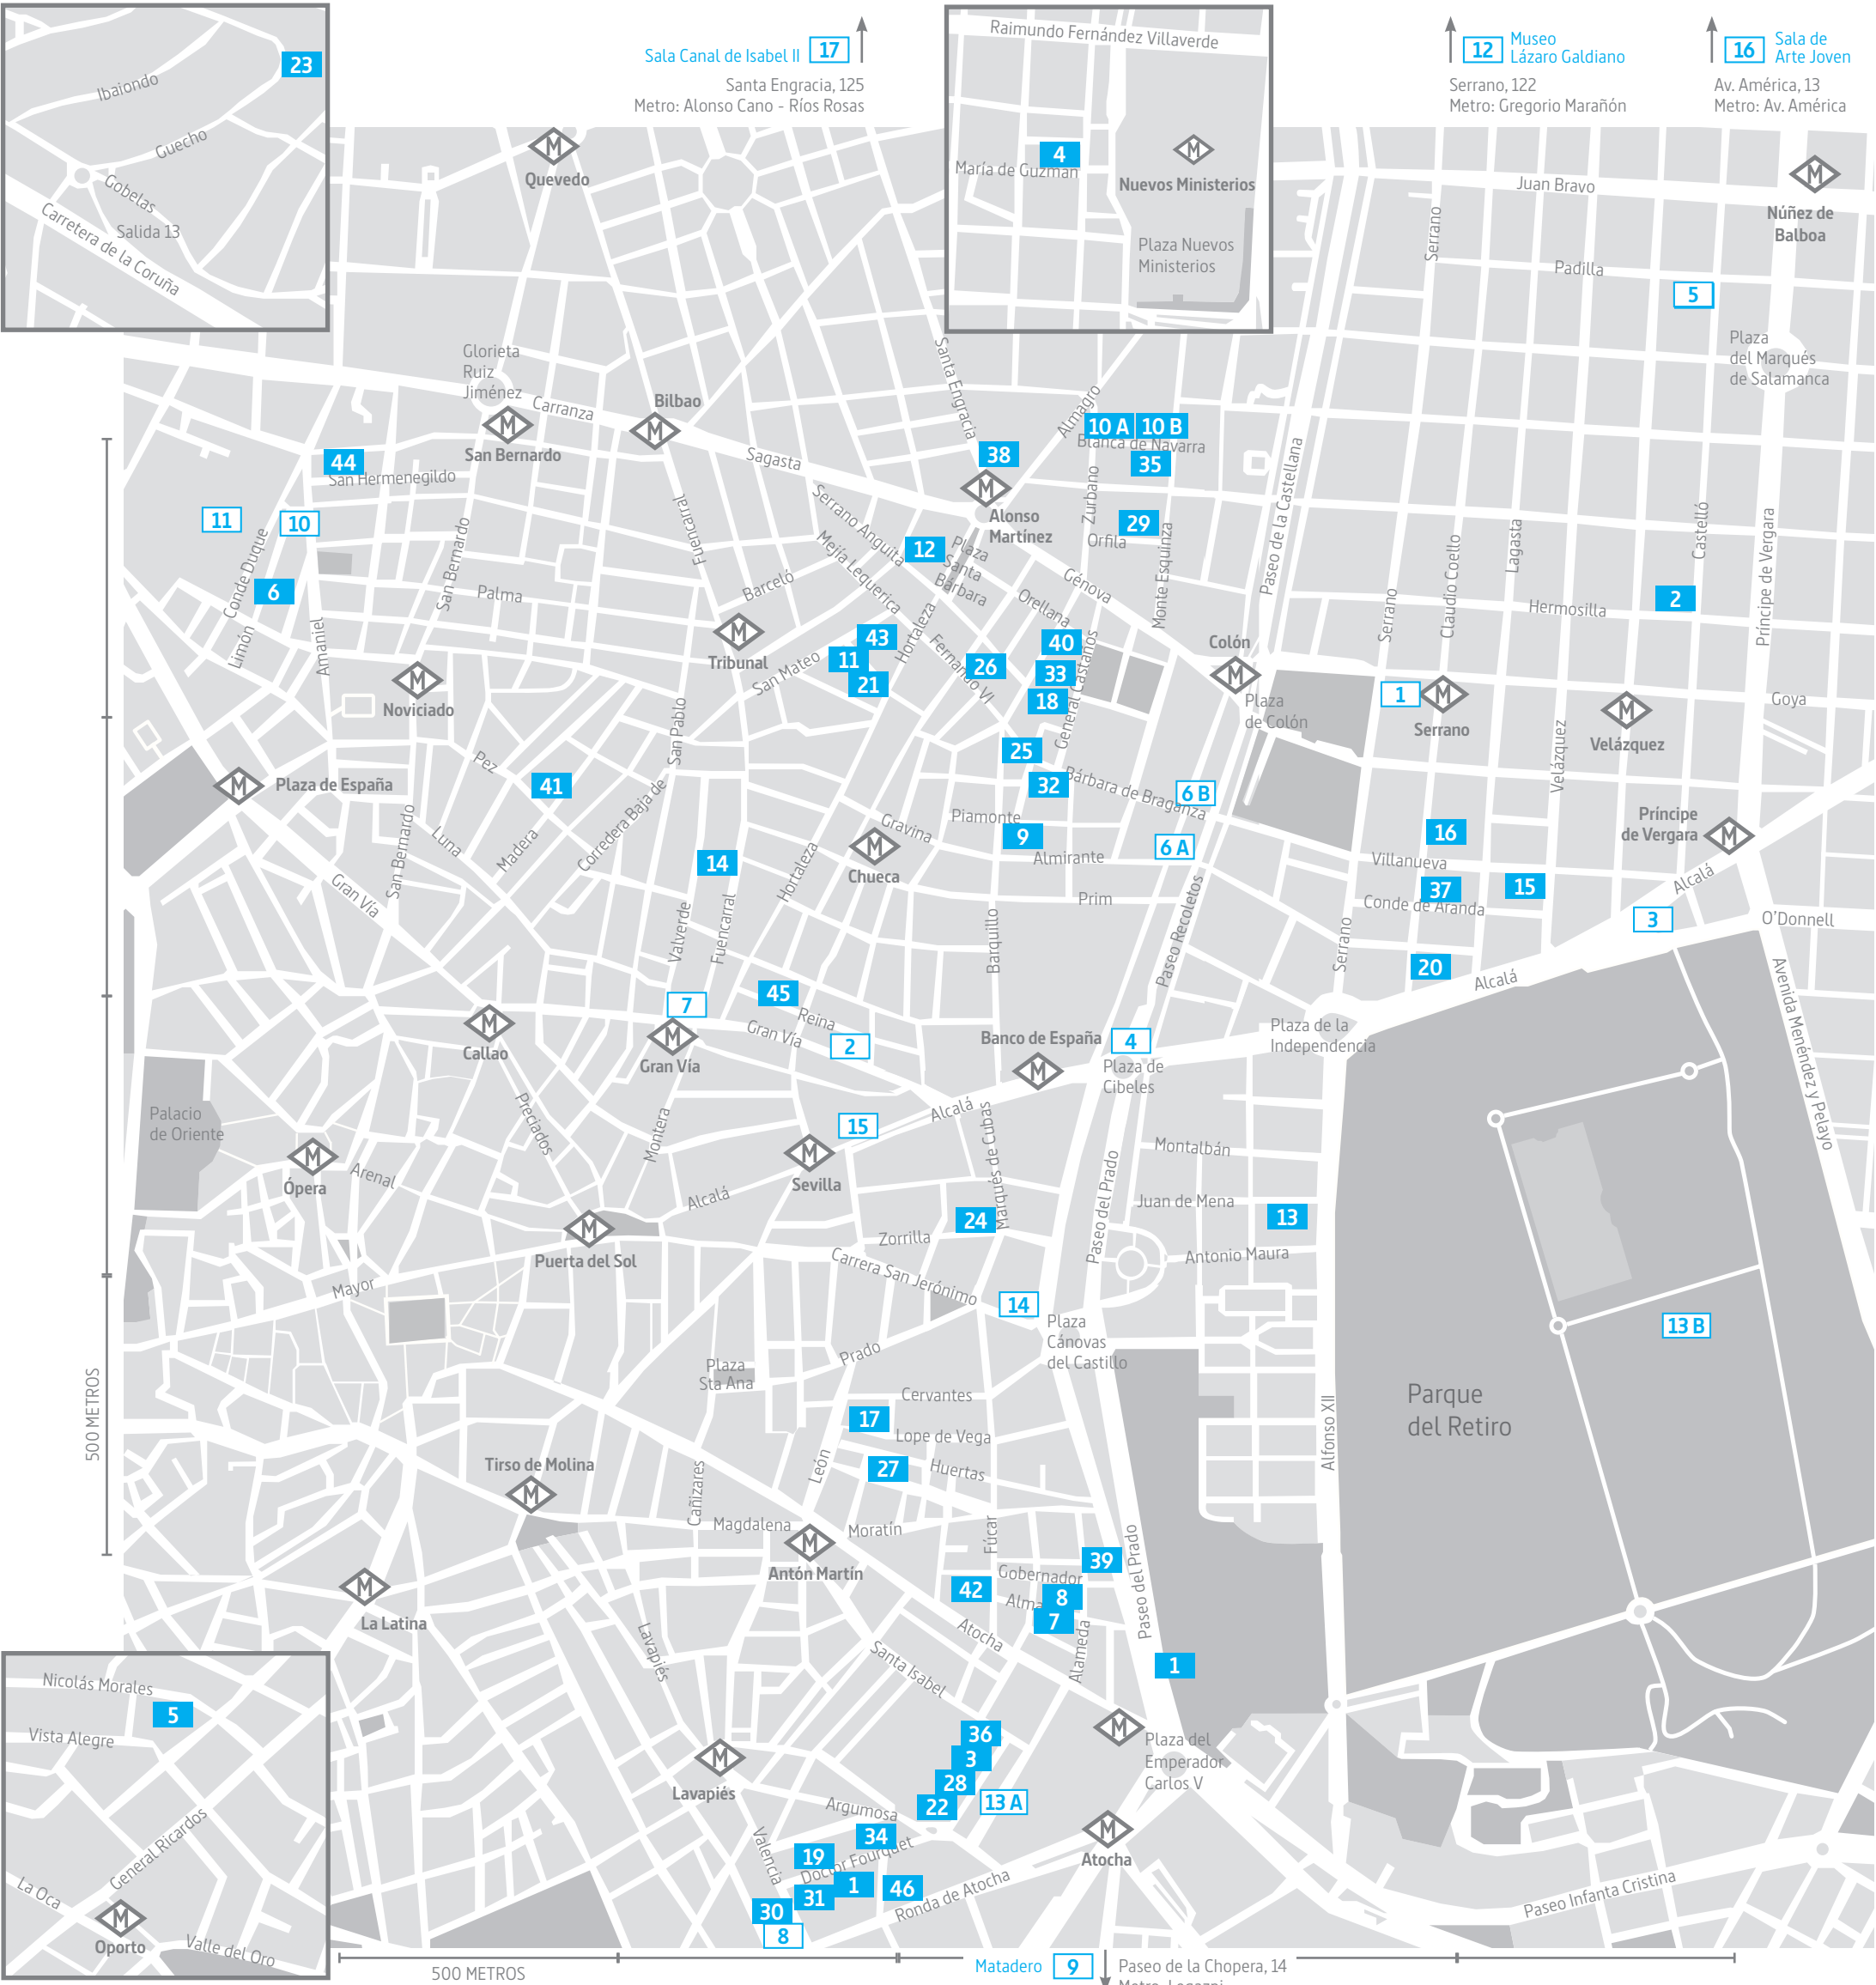 Sala Canal de Isabel II 17
Santa Engracia, 125
Metro: Alonso Cano - Ríos Rosas
12 Museo
Lázaro Galdiano
Serrano, 122
Metro: Gregorio Marañón
16 Sala de
Arte Joven
Av. América, 13
Metro: Av. América
23
Ibaiondo
Guecho
Gobelas
Salida 13
Carretera de la Coruña
Raimundo Fernández Villaverde
4
María de Guzmán
M
Nuevos Ministerios
Plaza Nuevos
Ministerios
M
Quevedo
Juan Bravo
M
Núñez de
Balboa
Serrano
Padilla
5
Plaza
del Marqués
de Salamanca
Glorieta
Ruiz
Jiménez
Carranza
M
San Bernardo
Bilbao
M
Sagasta
Santa Engracia
Almagro
10 A
10 B
Blanca de Navarra
35
38
M
Alonso
Martínez
Zurbano
29
Orfila
Monte Esquinza
Paseo de la Castellana
44
San Hermenegildo
11
10
Conde Duque
6
Limón
Amaniel
San Bernardo
Palma
Fuencarral
Serrano Anguita
Mejía Lequerica
12
Plaza
Santa
Bárbara
Barceló
M
Tribunal
San Mateo
43
11
21
Hortaleza
Fernando VI
26
Orellana
Génova
40
33
18
General Castaños
25
32
Bárbara de Braganza
Colón
M
Plaza
de Colón
Serrano
Claudio Coello
Lagasta
Castelló
Príncipe de Vergara
Hermosilla
2
1
M
Serrano
M
Velázquez
Velázquez
Goya
M
Noviciado
Pez
41
San Pablo
Corredera Baja de
M
Plaza de España
San Bernardo
Luna
Madera
Gran Vía
14
Valverde
Fuencarral
Hortaleza
M
Chueca
Gravina
Piamonte
9
Almirante
Prim
Barquillo
6 B
6 A
Paseo Recoletos
16
Villanueva
37
15
Conde de Aranda
Serrano
20
Príncipe
de Vergara
M
Alcalá
3
O'Donnell
Alcalá
Avenida Menéndez y Pelayo
M
Callao
7
M
Gran Vía
45
Reina
Gran Vía
2
Banco de España
M
4
Plaza de
Cibeles
Plaza de la
Independencia
Palacio
de Oriente
M
Ópera
Arenal
Preciados
Montera
M
Puerta del Sol
Alcalá
15
M
Sevilla
Alcalá
Marqués de Cubas
24
Zorrilla
Carrera San Jerónimo
14
Plaza
Cánovas
del Castillo
Paseo del Prado
Montalbán
Juan de Mena
13
Antonio Maura
13 B
Parque
del Retiro
Alfonso XII
Mayor
Plaza
Sta Ana
Prado
Cervantes
17
Lope de Vega
27
Huertas
León
Cañizares
Tirso de Molina
M
Magdalena
M
Antón Martín
Moratín
Fúcar
39
Gobernador
42
8
7
Alameda
Paseo del Prado
1
M
La Latina
Lavapiés
Atocha
Santa Isabel
M
Plaza del
Emperador
Carlos V
36
3
28
22
13 A
M
Lavapiés
Argumosa
34
Valencia
19
Doctor Fourquet
1
46
31
30
8
Ronda de Atocha
M
Atocha
Paseo Infanta Cristina
500 METROS
Nicolás Morales
5
Vista Alegre
General Ricardos
La Oca
M
Oporto
Valle del Oro
500 METROS
Matadero 9
Paseo de la Chopera, 14